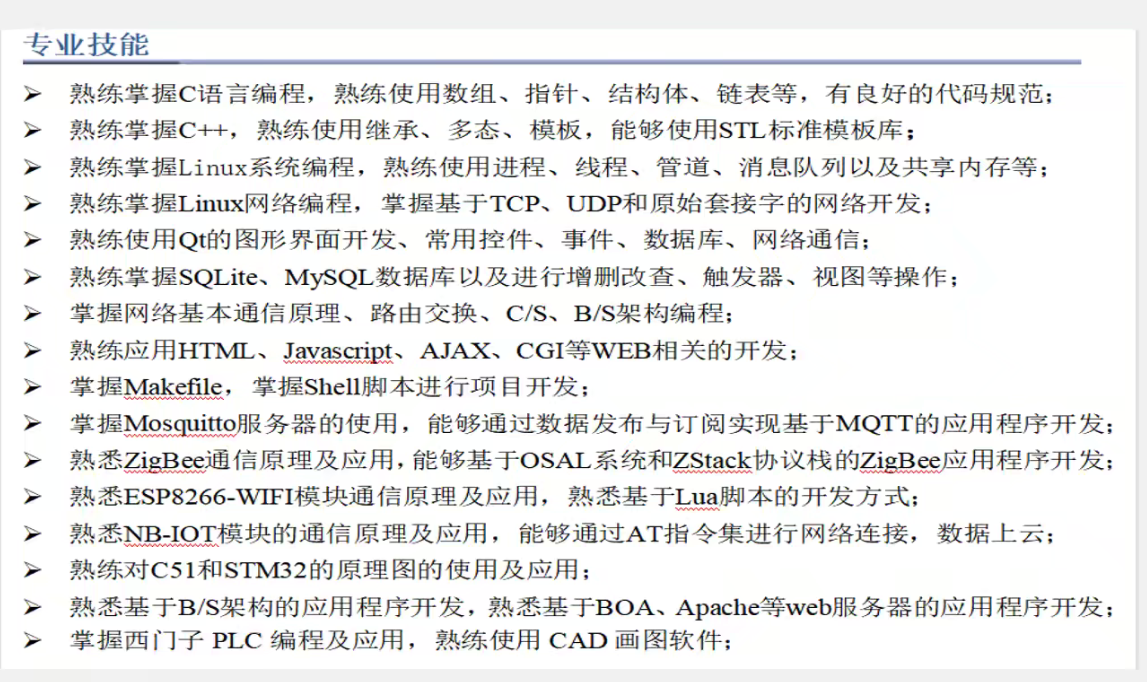 专业技能
➢ 熟练掌握C语言编程，熟练使用数组、指针、结构体、链表等，有良好的代码规范；
➢ 熟练掌握C++，熟练使用继承、多态、模板，能够使用STL标准模板库；
➢ 熟练掌握Linux系统编程，熟练使用进程、线程、管道、消息队列以及共享内存等；
➢ 熟练掌握Linux网络编程，掌握基于TCP、UDP和原始套接字的网络开发；
➢ 熟练使用Qt的图形界面开发、常用控件、事件、数据库、网络通信；
➢ 熟练掌握SQLite、MySQL数据库以及进行增删改查、触发器、视图等操作；
➢ 掌握网络基本通信原理、路由交换、C/S、B/S架构编程；
➢ 熟练应用HTML、Javascript、AJAX、CGI等WEB相关的开发；
➢ 掌握Makefile，掌握Shell脚本进行项目开发；
➢ 掌握Mosquitto服务器的使用，能够通过数据发布与订阅实现基于MQTT的应用程序开发；
➢ 熟悉ZigBee通信原理及应用，能够基于OSAL系统和ZStack协议栈的ZigBee应用程序开发；
➢ 熟悉ESP8266-WIFI模块通信原理及应用，熟悉基于Lua脚本的开发方式；
➢ 熟悉NB-IOT模块的通信原理及应用，能够通过AT指令集进行网络连接，数据上云；
➢ 熟练对C51和STM32的原理图的使用及应用；
➢ 熟悉基于B/S架构的应用程序开发，熟悉基于BOA、Apache等web服务器的应用程序开发；
➢ 掌握西门子 PLC 编程及应用，熟练使用 CAD 画图软件；